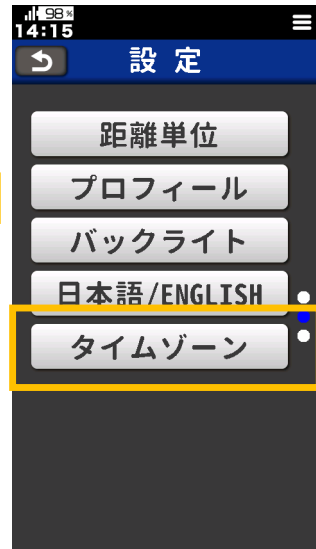 98%
14:15
設定
距離単位
プロフィール
バックライト
日本語/ENGLISH
タイムゾーン